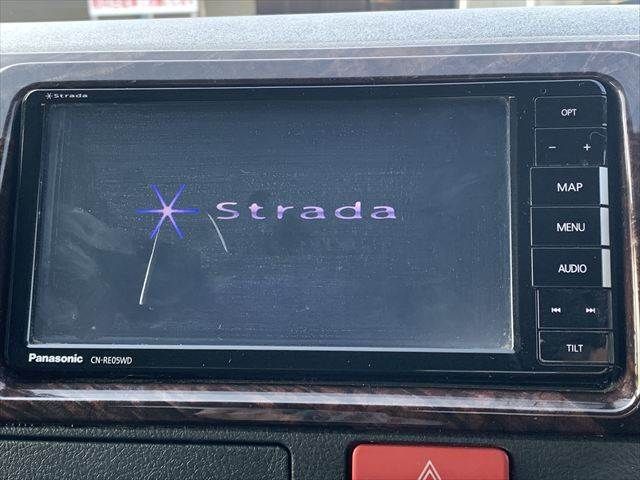 Strada
OPT
− +
Strada
MAP
MENU
AUDIO
TILT
Panasonic CN-RE05WD